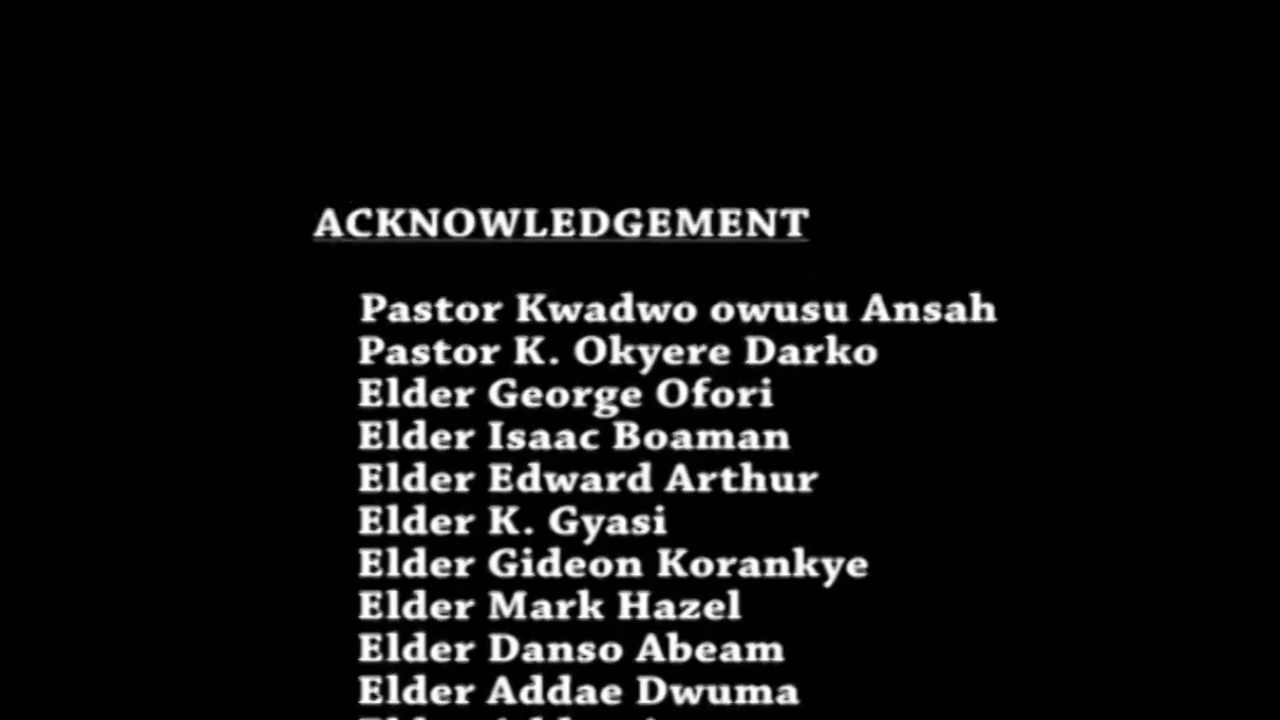 ACKNOWLEDGEMENT
Pastor Kwadwo owusu Ansah
Pastor K. Okyere Darko
Elder George Ofori
Elder Isaac Boaman
Elder Edward Arthur
Elder K. Gyasi
Elder Gideon Korankye
Elder Mark Hazel
Elder Danso Abeam
Elder Addae Dwuma